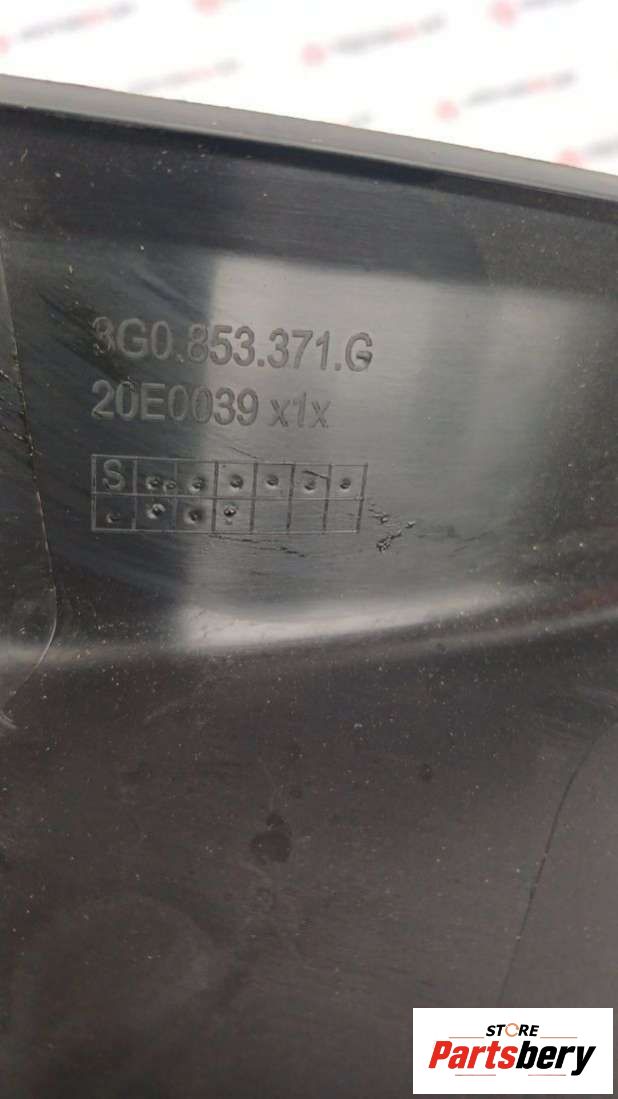 3G0.853.371.G
20E0039 x1x
S
STORE
Partsbery